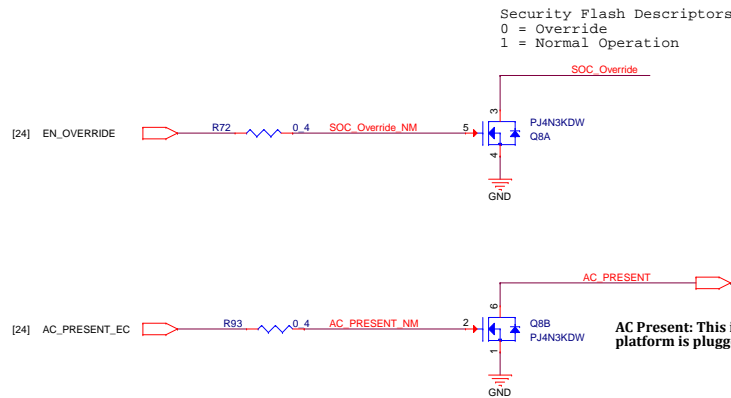 Security Flash Descriptors
0 = Override
1 = Normal Operation
SOC_Override
[24] EN_OVERRIDE R72 0_4 SOC_Override_NM 5 3 4 PJ4N3KDW
Q8A
GND
AC_PRESENT
[24] AC_PRESENT_EC R93 0_4 AC_PRESENT_NM 2 6 1 Q8B
PJ4N3KDW
AC Present: This i
platform is plugg
GND